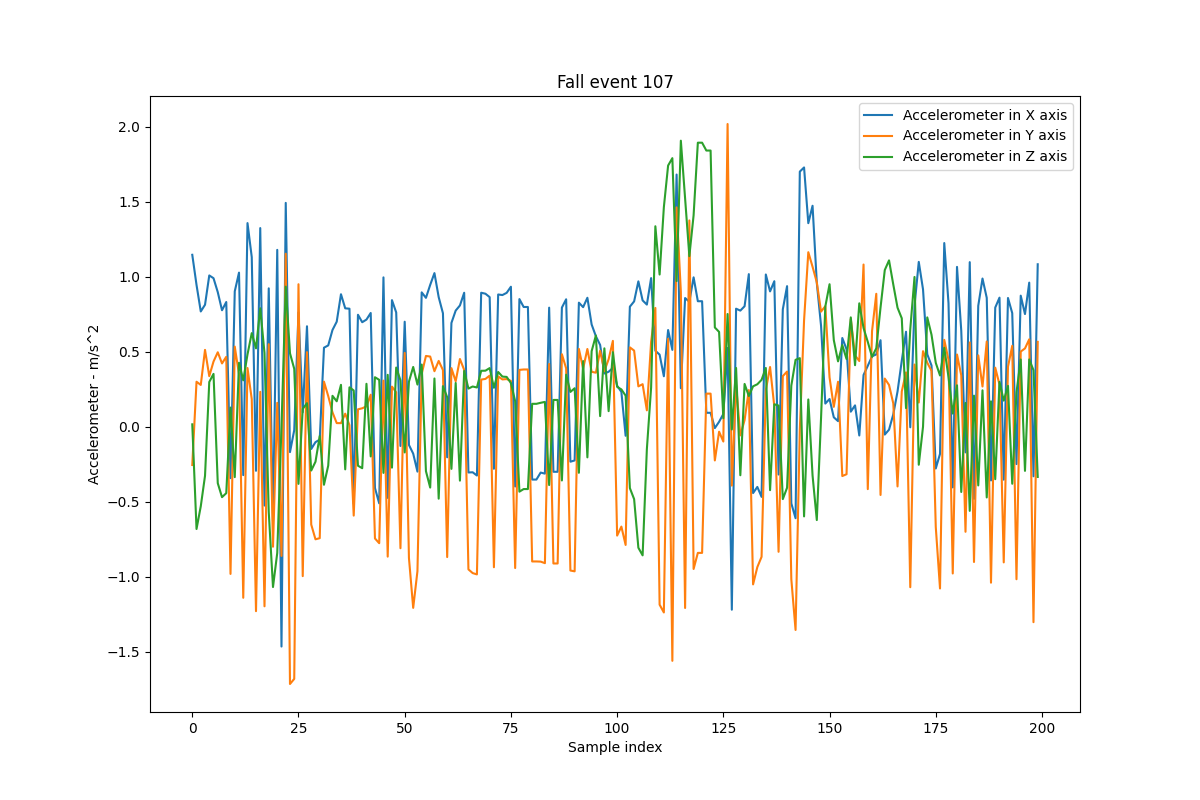 Fall event 107
Accelerometer in X axis
Accelerometer in Y axis
Accelerometer in Z axis
Accelerometer - m/s^2
2.0
1.5
1.0
0.5
0.0
−0.5
−1.0
−1.5
0 25 50 75 100 125 150 175 200
Sample index